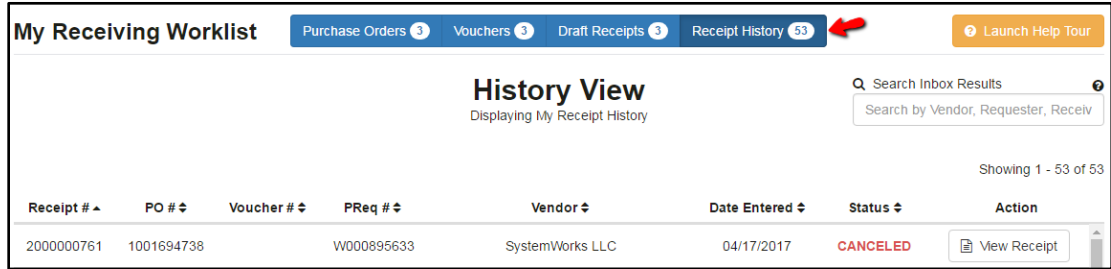 My Receiving Worklist Purchase Orders 3 Vouchers 3 Draft Receipts 3 Receipt History 53 Launch Help Tour
History View
Displaying My Receipt History
Search Inbox Results
Search by Vendor, Requester, Receiv
Showing 1 - 53 of 53
Receipt # PO # Voucher # PReq # Vendor Date Entered Status Action
2000000761 1001694738 W000895633 SystemWorks LLC 04/17/2017 CANCELED View Receipt